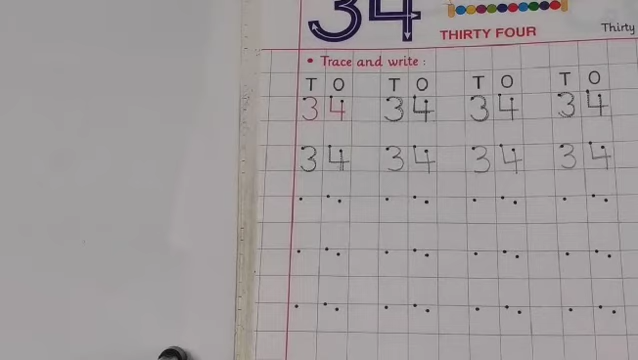 34
THIRTY FOUR Thirty
• Trace and write :
T O T O T O T O
34 34 34 34
34 34 34 34